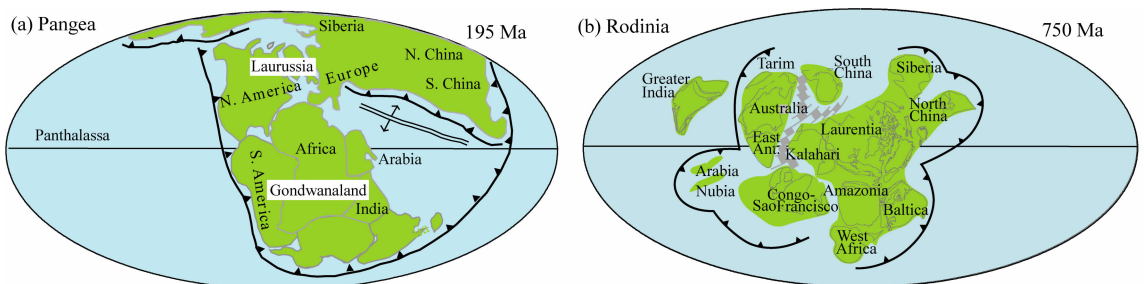 (a) Pangea
195 Ma
Siberia
N. China
S. China
Laurussia
Europe
N. America
Panthalassa
Africa
Arabia
S. America
Gondwanaland
India
(b) Rodinia
750 Ma
Greater
India
Tarim
South
China
Siberia
Australia
North
China
Laurentia
East
Ant.
Kalahari
Arabia
Nubia
Congo-
SaoFrancisco
Amazonia
Baltica
West
Africa